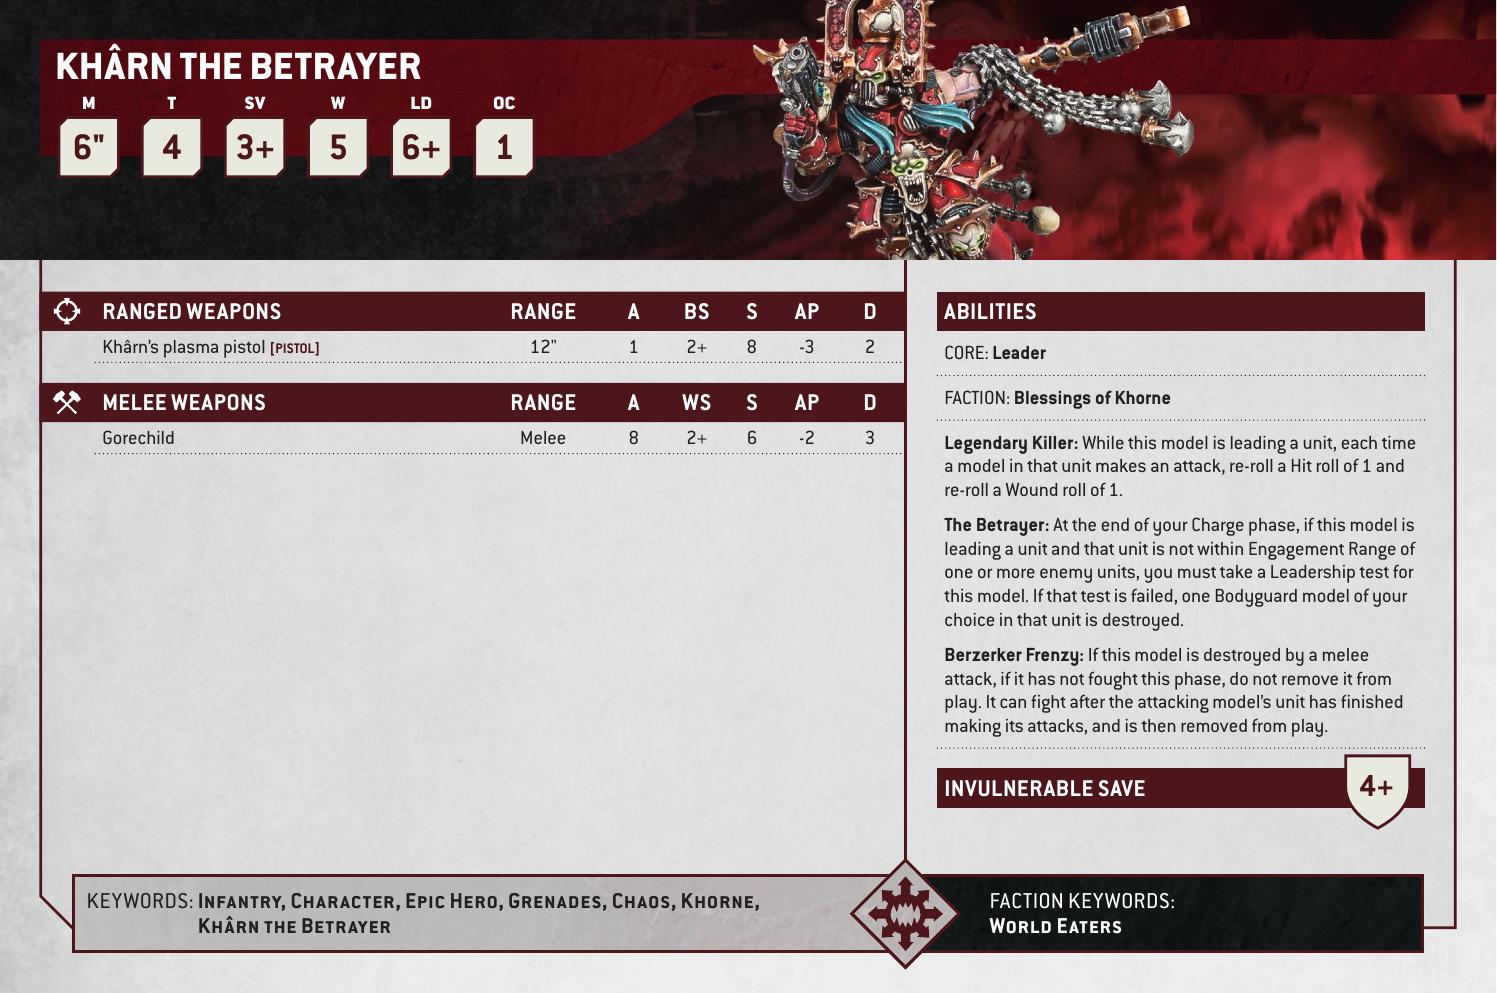 KHÂRN THE BETRAYER
M T SV W LD OC
6" 4 3+ 5 6+ 1
RANGED WEAPONS RANGE A BS S AP D
Khârn’s plasma pistol [PISTOL] 12" 1 2+ 8 -3 2
MELEE WEAPONS RANGE A WS S AP D
Gorechild Melee 8 2+ 6 -2 3
ABILITIES
CORE: Leader
FACTION: Blessings of Khorne
Legendary Killer: While this model is leading a unit, each time
a model in that unit makes an attack, re-roll a Hit roll of 1 and
re-roll a Wound roll of 1.
The Betrayer: At the end of your Charge phase, if this model is
leading a unit and that unit is not within Engagement Range of
one or more enemy units, you must take a Leadership test for
this model. If that test is failed, one Bodyguard model of your
choice in that unit is destroyed.
Berzerker Frenzy: If this model is destroyed by a melee
attack, if it has not fought this phase, do not remove it from
play. It can fight after the attacking model’s unit has finished
making its attacks, and is then removed from play.
INVULNERABLE SAVE 4+
KEYWORDS: Infantry, Character, Epic Hero, Grenades, Chaos, Khorne,
Khârn the Betrayer
FACTION KEYWORDS:
World Eaters